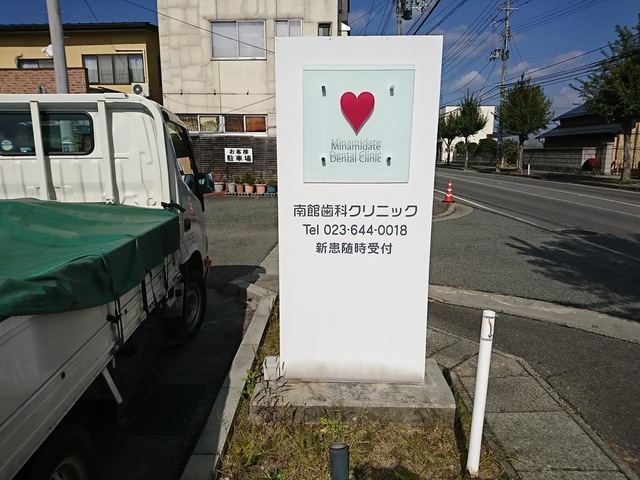 お客様
駐車場
Minamidate
Dental Clinic
南館歯科クリニック
Tel 023-644-0018
新患随時受付